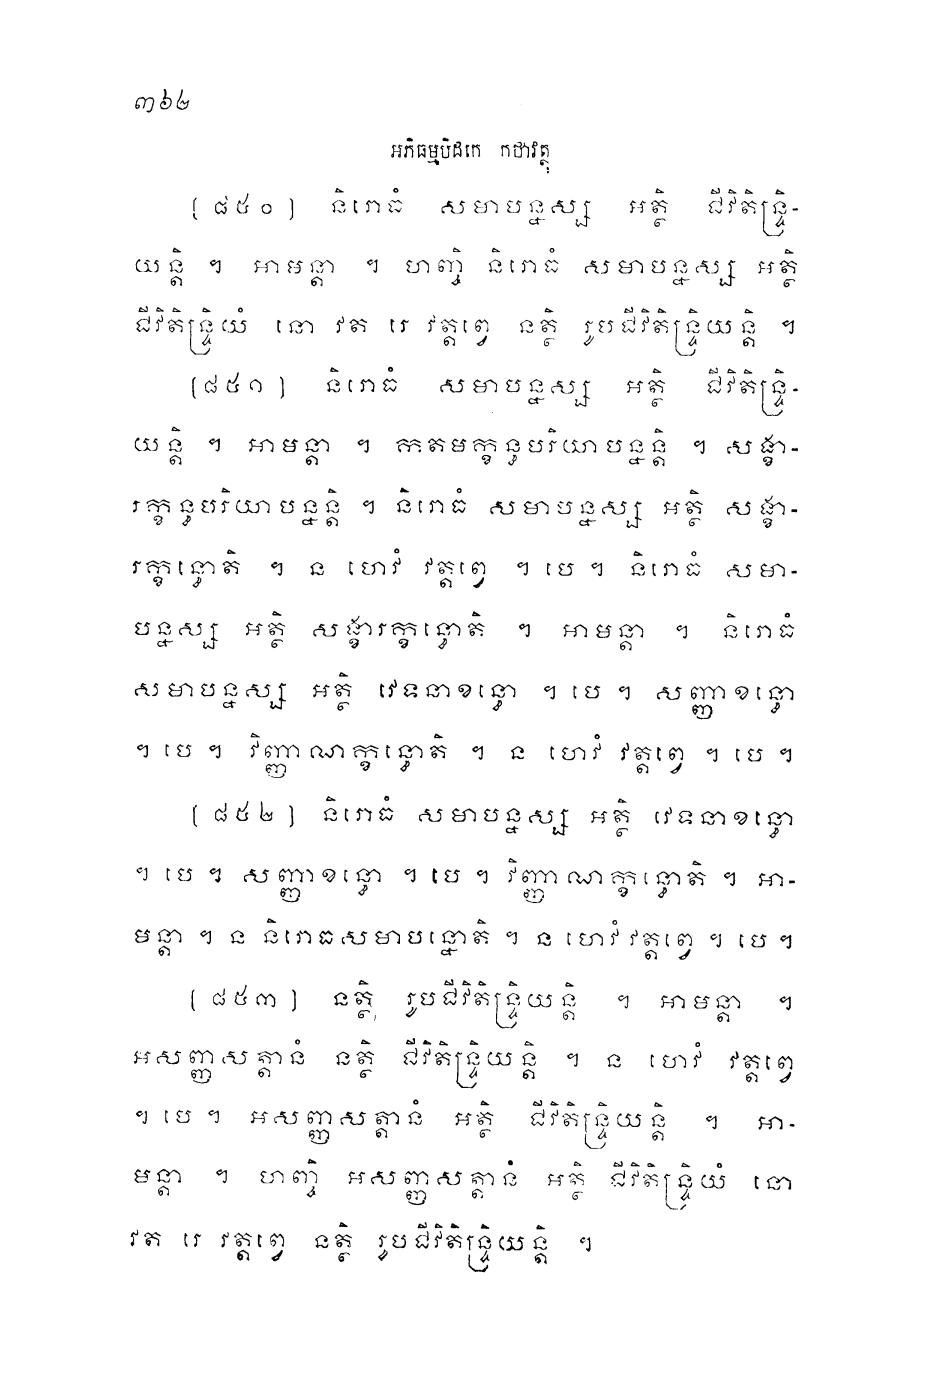 ៣៦២
អភិធម្មបិដកេ កថាវត្ថុ
(៨៥០) និរោធំ សមាបន្នស្ស អត្ថិ ជីវិតិន្ទ្រិ-
យន្តិ ។ អាមន្តា ។ ហញ្ចិ និរោធំ សមាបន្នស្ស អត្ថិ
ជីវិតិន្ទ្រិយំ នោ វត រេ វត្តព្វេ នត្ថិ រូបជីវិតិន្ទ្រិយន្តិ ។
(៨៥១) និរោធំ សមាបន្នស្ស អត្ថិ ជីវិតិន្ទ្រិ-
យន្តិ ។ អាមន្តា ។ កតមក្ខន្ធបរិយាបន្នន្តិ ។ សង្ខា-
រក្ខន្ធបរិយាបន្នន្តិ ។ និរោធំ សមាបន្នស្ស អត្ថិ សង្ខា-
រក្ខន្ធោតិ ។ ន ហេវំ វត្តព្វេ ។ បេ ។ និរោធំ សមា-
បន្នស្ស អត្ថិ សង្ខារក្ខន្ធោតិ ។ អាមន្តា ។ និរោធំ
សមាបន្នស្ស អត្ថិ វេទនាខន្ធោ ។ បេ ។ សញ្ញាខន្ធោ
។ បេ ។ វិញ្ញាណក្ខន្ធោតិ ។ ន ហេវំ វត្តព្វេ ។ បេ ។
(៨៥២) និរោធំ សមាបន្នស្ស អត្ថិ វេទនាខន្ធោ
។ បេ ។ សញ្ញាខន្ធោ ។ បេ ។ វិញ្ញាណក្ខន្ធោតិ ។ អា-
មន្តា ។ ន និរោធសមាបន្នោតិ ។ ន ហេវំ វត្តព្វេ ។ បេ ។
(៨៥៣) នត្ថិ រូបជីវិតិន្ទ្រិយន្តិ ។ អាមន្តា ។
អសញ្ញសត្តានំ នត្ថិ ជីវិតិន្ទ្រិយន្តិ ។ ន ហេវំ វត្តព្វេ
។ បេ ។ អសញ្ញសត្តានំ អត្ថិ ជីវិតិន្ទ្រិយន្តិ ។ អា-
មន្តា ។ ហញ្ចិ អសញ្ញសត្តានំ អត្ថិ ជីវិតិន្ទ្រិយំ នោ
វត រេ វត្តព្វេ នត្ថិ រូបជីវិតិន្ទ្រិយន្តិ ។